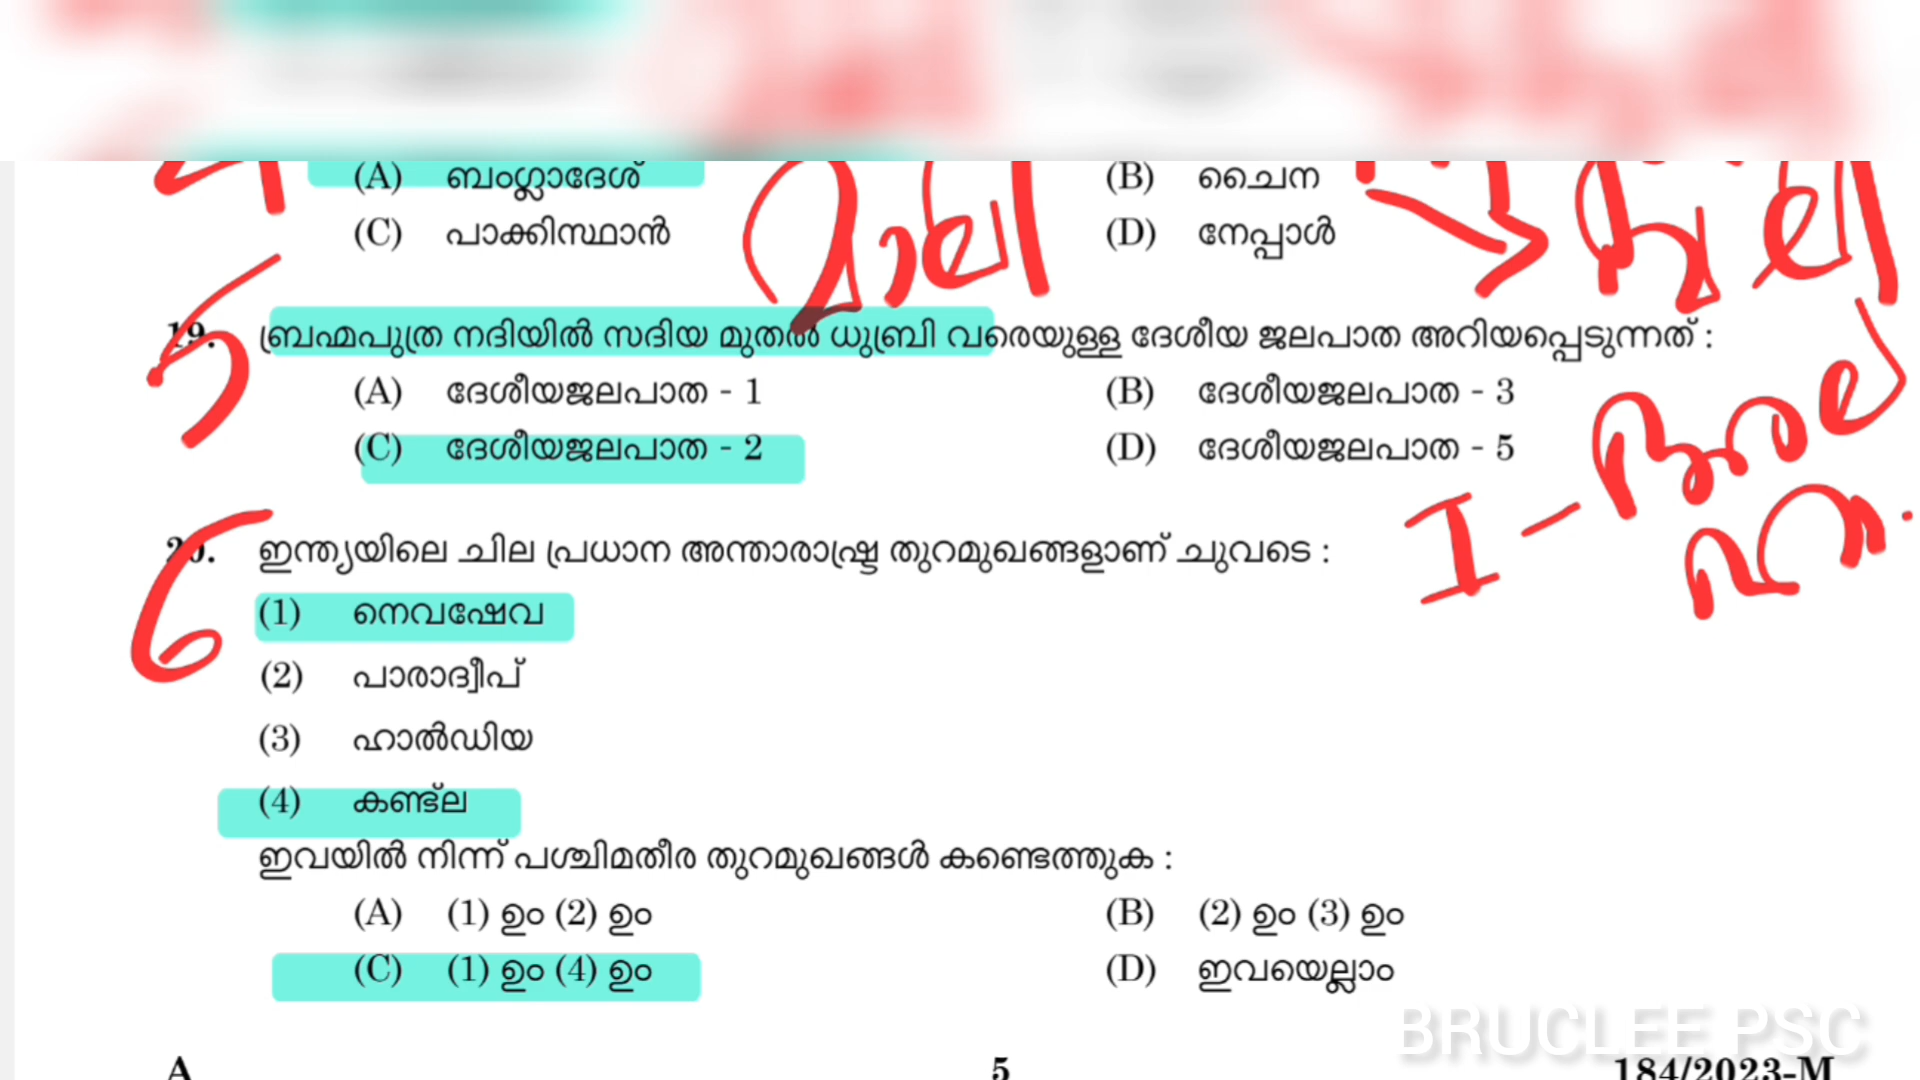 (A) ബംഗ്ലാദേശ് (B) ചൈന
(C) പാക്കിസ്ഥാൻ (D) നേപ്പാൾ
5
19. ബ്രഹ്മപുത്ര നദിയിൽ സദിയ മുതൽ ധുബ്രി വരെയുള്ള ദേശീയ ജലപാത അറിയപ്പെടുന്നത് :
(A) ദേശീയജലപാത - 1 (B) ദേശീയജലപാത - 3
(C) ദേശീയജലപാത - 2 (D) ദേശീയജലപാത - 5
6
20. ഇന്ത്യയിലെ ചില പ്രധാന അന്താരാഷ്ട്ര തുറമുഖങ്ങളാണ് ചുവടെ :
(1) നെവഷേവ
(2) പാരാദ്വീപ്
(3) ഹാൽഡിയ
(4) കണ്ട്ല
ഇവയിൽ നിന്ന് പശ്ചിമതീര തുറമുഖങ്ങൾ കണ്ടെത്തുക :
(A) (1) ഉം (2) ഉം (B) (2) ഉം (3) ഉം
(C) (1) ഉം (4) ഉം (D) ഇവയെല്ലാം
BRUCLEE PSC
A 5 184/2023-M